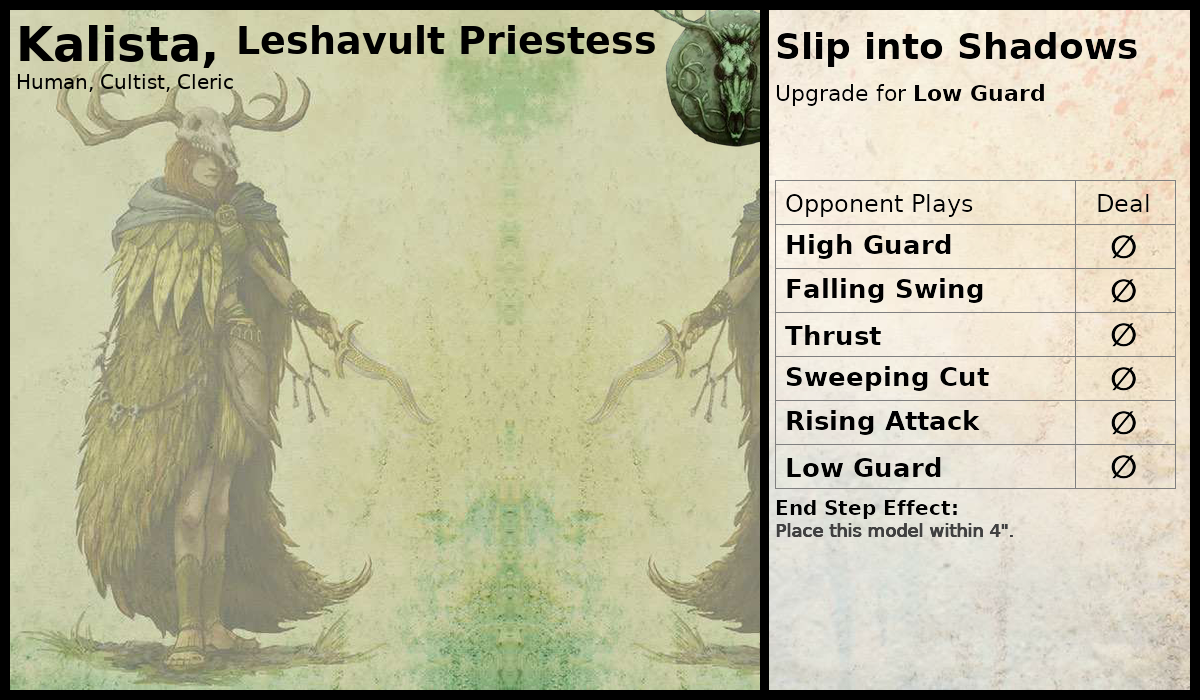 Kalista, Leshavult Priestess
Human, Cultist, Cleric
Slip into Shadows
Upgrade for Low Guard
Opponent Plays Deal
High Guard ∅
Falling Swing ∅
Thrust ∅
Sweeping Cut ∅
Rising Attack ∅
Low Guard ∅
End Step Effect:
Place this model within 4".